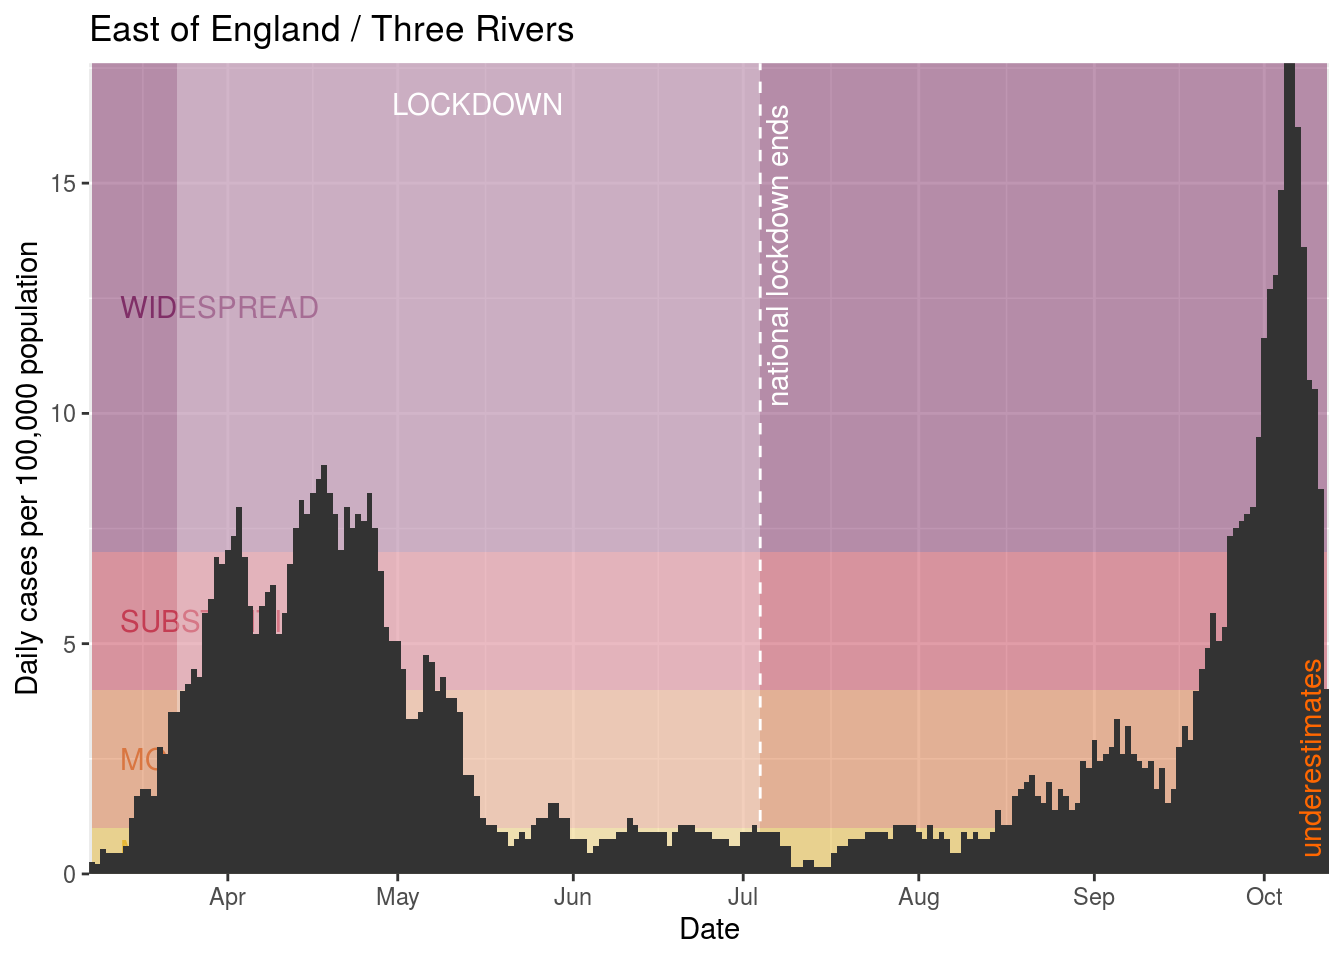 East of England / Three Rivers
LOCKDOWN
national lockdown ends
WIDESPREAD
Daily cases per 100,000 population
15
10
5
0
underestimates
Apr
May
Jun
Jul
Aug
Sep
Oct
Date